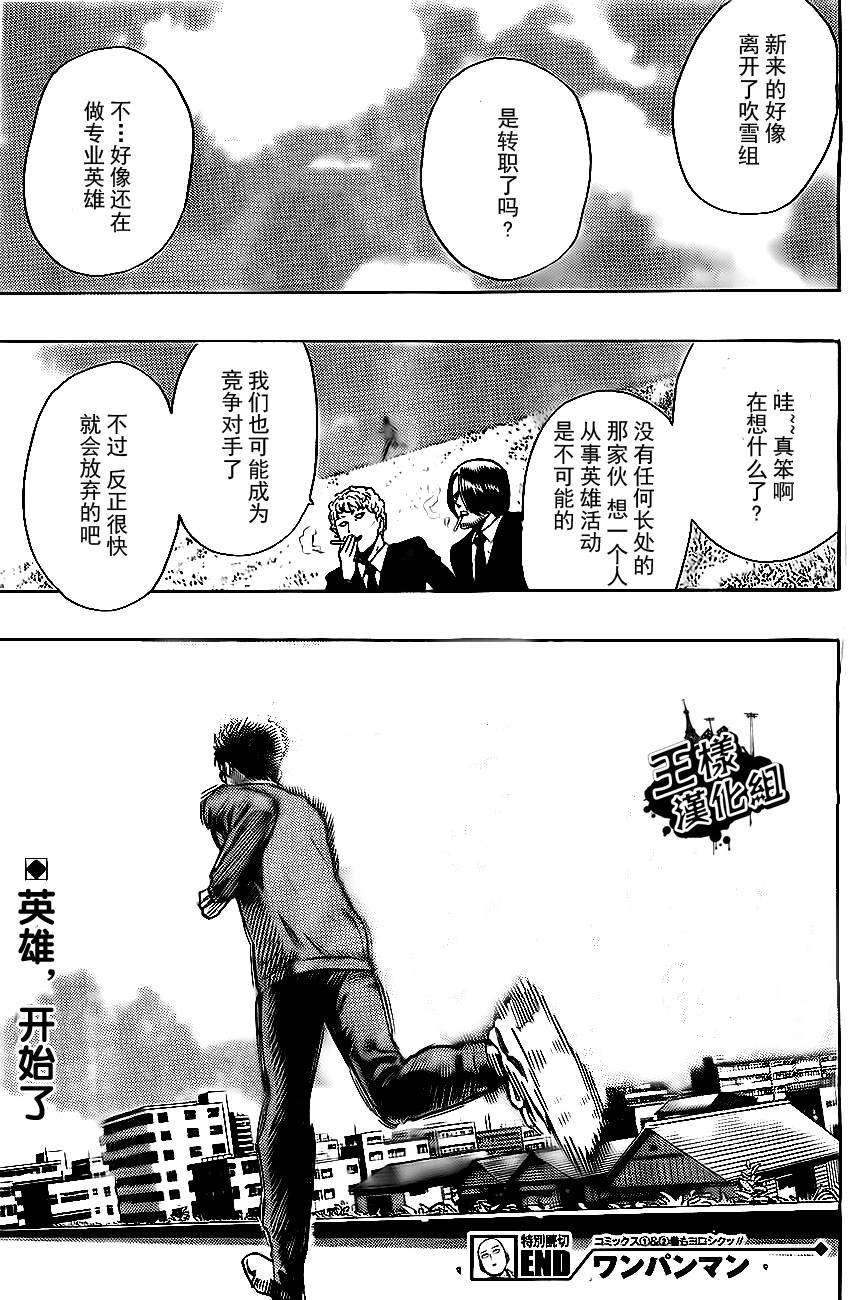 新来的好像
离开了吹雪组
是转职了吗?
不…好像还在
做专业英雄
哇~~真笨啊
在想什么了?
没有任何长处的
那家伙 想一个人
从事英雄活动
是不可能的
我们也可能成为
竞争对手了
不过 反正很快
就会放弃的吧
王樣
漢化組
英雄,开始了
特別読切
END
コミックス①&②巻もヨロシクッ!!
ワンパンマン